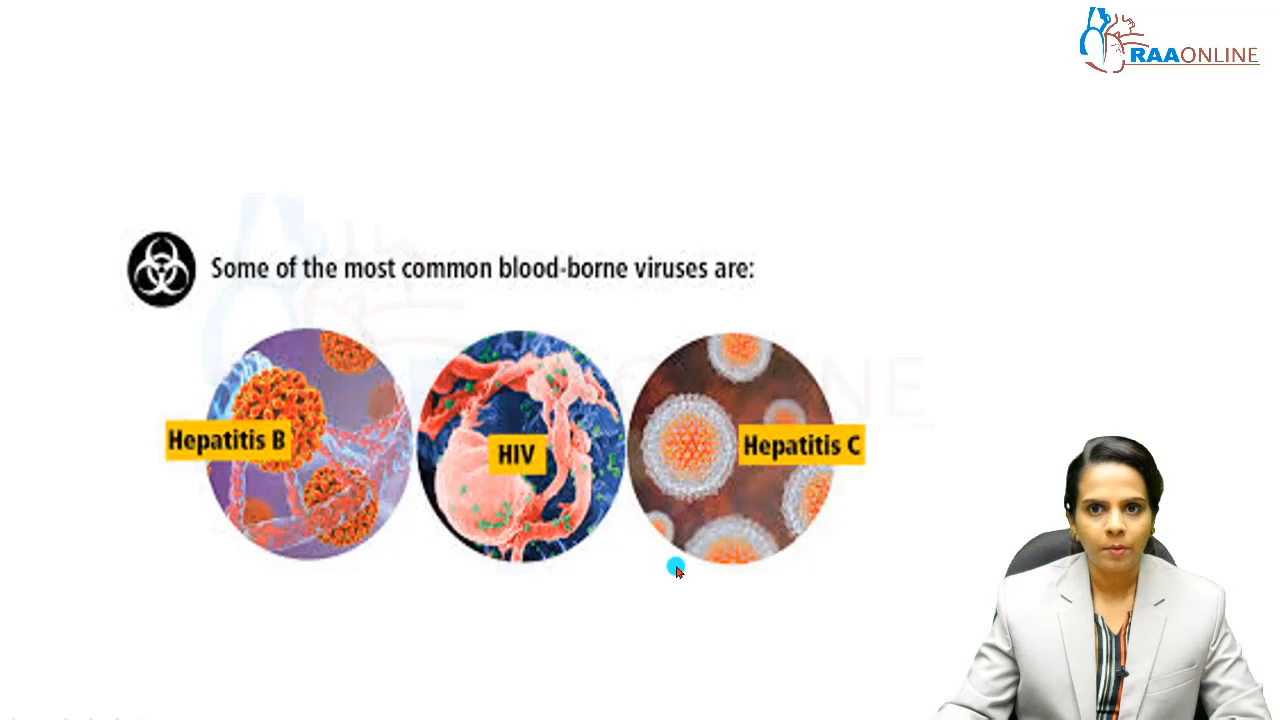 RAAONLINE
Some of the most common blood-borne viruses are:
Hepatitis B
HIV
Hepatitis C